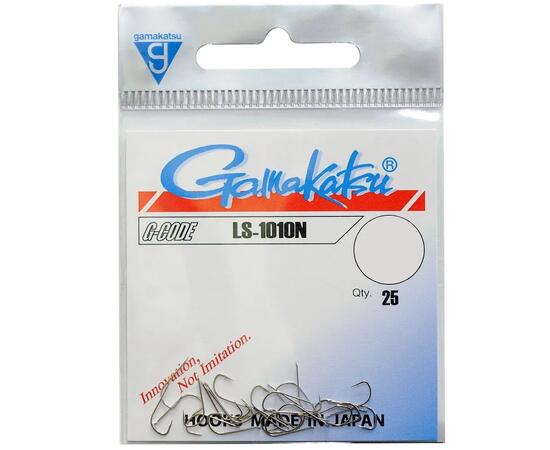 gamakatsu
Gamakatsu®
G-CODE LS-1010N
Qty. 25
Innovation,
Not Imitation.
HOOKS MADE IN JAPAN